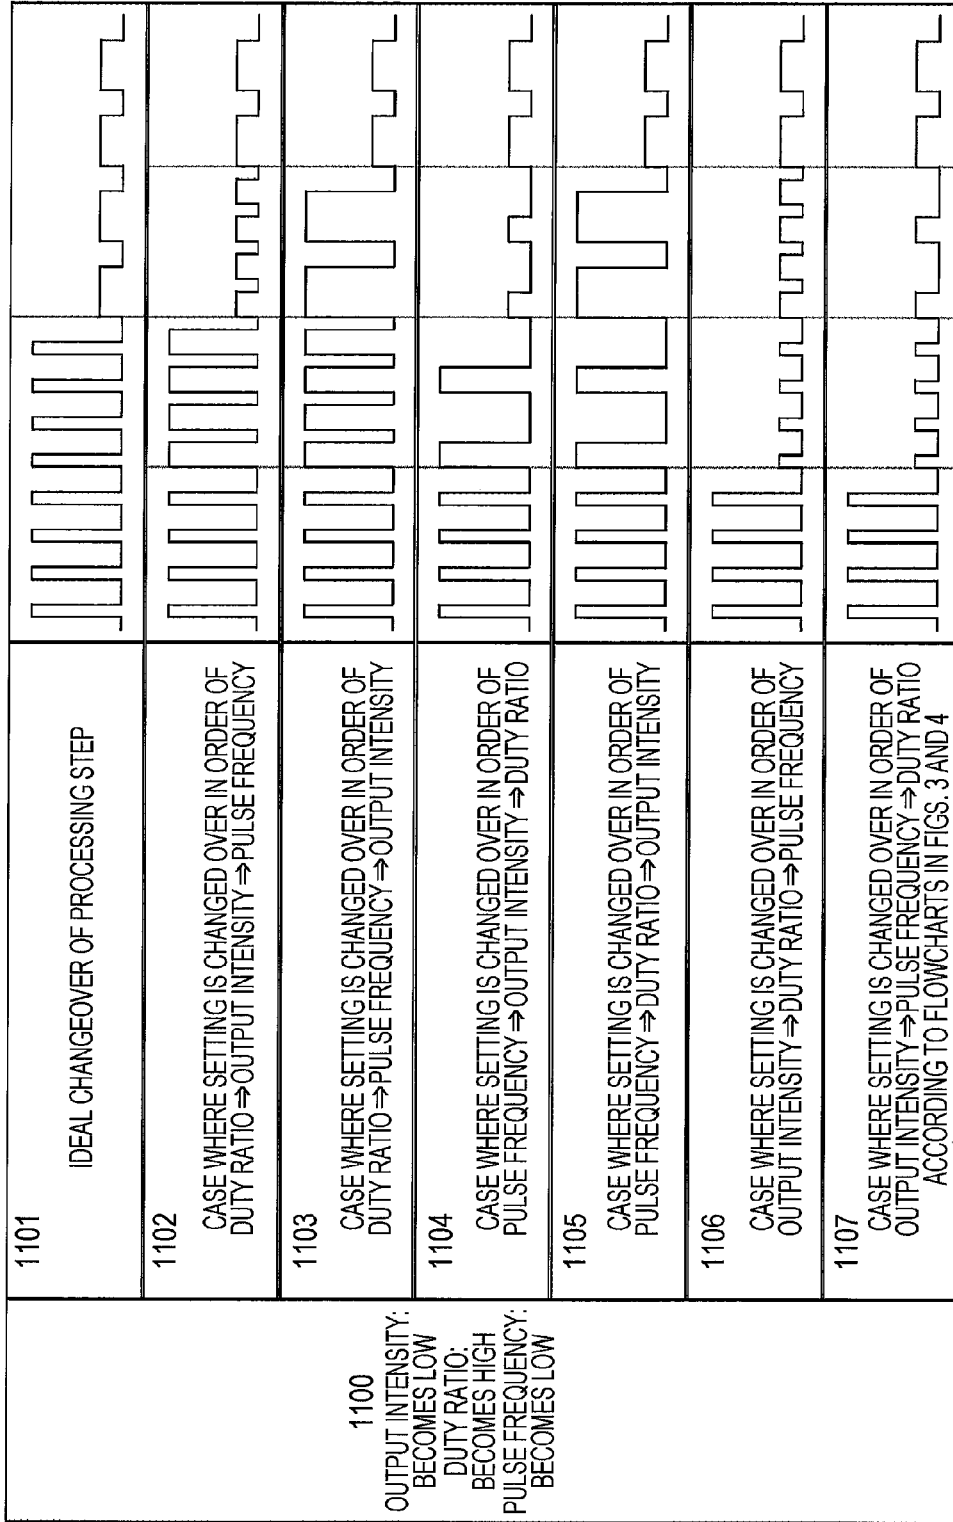 1100
OUTPUT INTENSITY:
BECOMES LOW
DUTY RATIO:
BECOMES HIGH
PULSE FREQUENCY:
BECOMES LOW
1101
IDEAL CHANGEOVER OF PROCESSING STEP
1102
CASE WHERE SETTING IS CHANGED OVER IN ORDER OF
DUTY RATIO⇒OUTPUT INTENSITY⇒PULSE FREQUENCY
1103
CASE WHERE SETTING IS CHANGED OVER IN ORDER OF
DUTY RATIO⇒PULSE FREQUENCY⇒OUTPUT INTENSITY
1104
CASE WHERE SETTING IS CHANGED OVER IN ORDER OF
PULSE FREQUENCY⇒OUTPUT INTENSITY⇒DUTY RATIO
1105
CASE WHERE SETTING IS CHANGED OVER IN ORDER OF
PULSE FREQUENCY⇒DUTY RATIO⇒OUTPUT INTENSITY
1106
CASE WHERE SETTING IS CHANGED OVER IN ORDER OF
OUTPUT INTENSITY⇒DUTY RATIO⇒PULSE FREQUENCY
1107
CASE WHERE SETTING IS CHANGED OVER IN ORDER OF
OUTPUT INTENSITY⇒PULSE FREQUENCY⇒DUTY RATIO
ACCORDING TO FLOWCHARTS IN FIGS. 3 AND 4